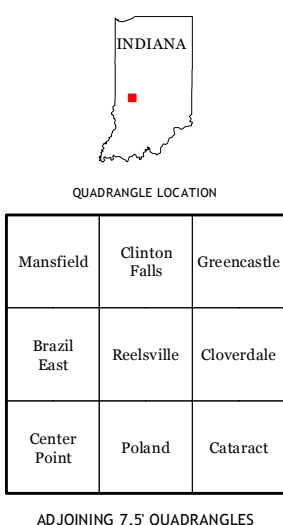 INDIANA
QUADRANGLE LOCATION
Mansfield
Clinton
Falls
Greencastle
Brazil
East
Reelsville
Cloverdale
Center
Point
Poland
Cataract
ADJOINING 7.5' QUADRANGLES